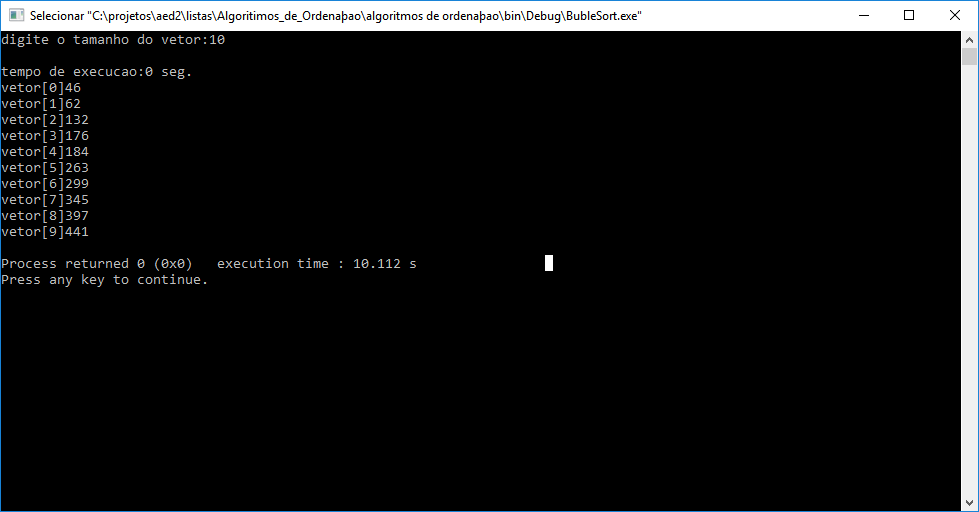 Selecionar "C:\projetos\aed2\listas\Algoritimos_de_Ordenaþao\algoritmos de ordenaþao\bin\Debug\BubleSort.exe"
digite o tamanho do vetor:10
tempo de execucao:0 seg.
vetor[0]46
vetor[1]62
vetor[2]132
vetor[3]176
vetor[4]184
vetor[5]263
vetor[6]299
vetor[7]345
vetor[8]397
vetor[9]441
Process returned 0 (0x0)   execution time : 10.112 s
Press any key to continue.